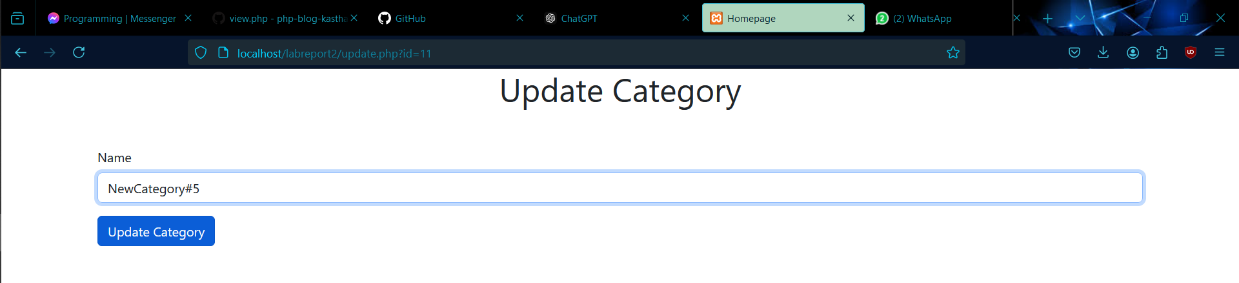 Programming | Messenger
view.php - php-blog-kastha
GitHub
ChatGPT
Homepage
(2) WhatsApp
localhost/labreport2/update.php?id=11
Update Category
Name
NewCategory#5
Update Category